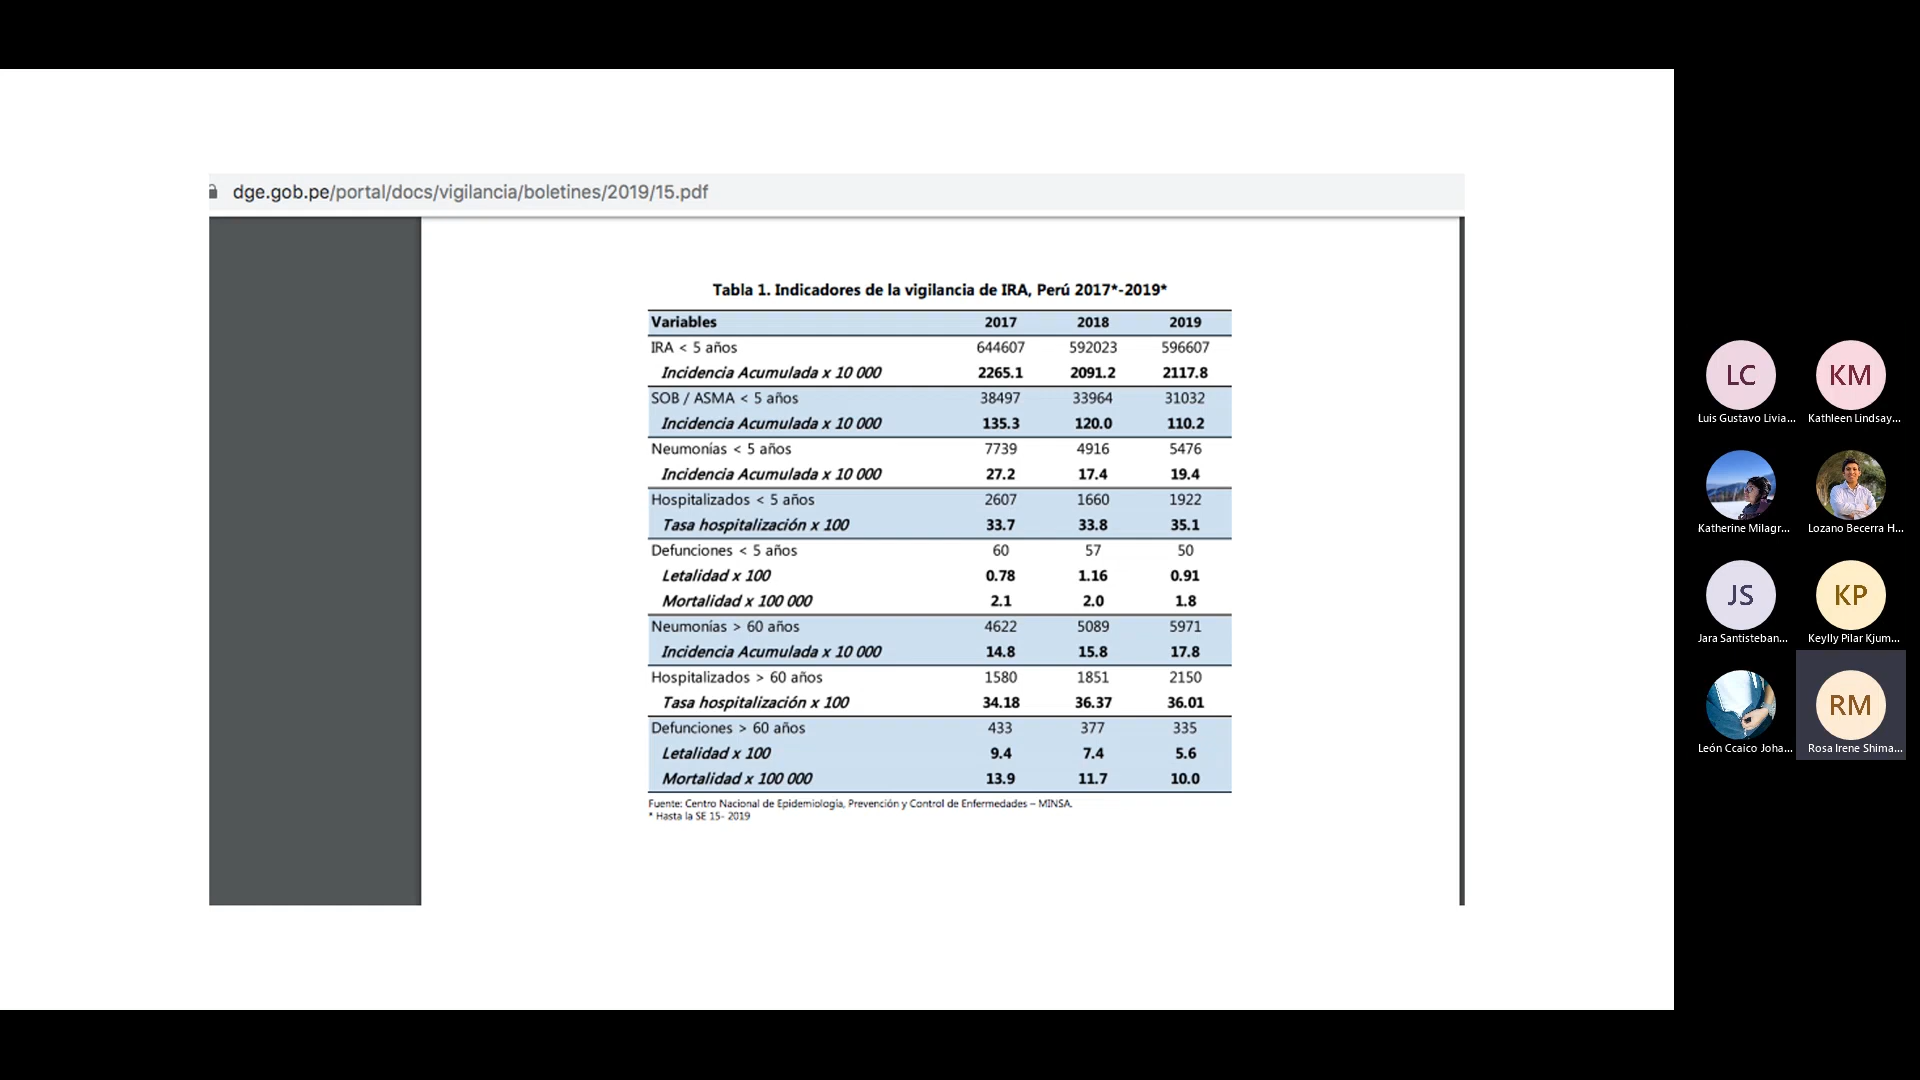 dge.gob.pe/portal/docs/vigilancia/boletines/2019/15.pdf
Tabla 1. Indicadores de la vigilancia de IRA, Perú 2017*-2019*
Variables 2017 2018 2019
IRA < 5 años 644607 592023 596607
Incidencia Acumulada x 10 000 2265.1 2091.2 2117.8
SOB / ASMA < 5 años 38497 33964 31032
Incidencia Acumulada x 10 000 135.3 120.0 110.2
Neumonías < 5 años 7739 4916 5476
Incidencia Acumulada x 10 000 27.2 17.4 19.4
Hospitalizados < 5 años 2607 1660 1922
Tasa hospitalización x 100 33.7 33.8 35.1
Defunciones < 5 años 60 57 50
Letalidad x 100 0.78 1.16 0.91
Mortalidad x 100 000 2.1 2.0 1.8
Neumonías > 60 años 4622 5089 5971
Incidencia Acumulada x 10 000 14.8 15.8 17.8
Hospitalizados > 60 años 1580 1851 2150
Tasa hospitalización x 100 34.18 36.37 36.01
Defunciones > 60 años 433 377 335
Letalidad x 100 9.4 7.4 5.6
Mortalidad x 100 000 13.9 11.7 10.0
Fuente: Centro Nacional de Epidemiología, Prevención y Control de Enfermedades – MINSA.
* Hasta la SE 15- 2019
LC KM
Luis Gustavo Livia... Kathleen Lindsay...
Katherine Milagr... Lozano Becerra H...
JS KP
Jara Santisteban... Keylly Pilar Kjum...
RM
León Ccaico Joha... Rosa Irene Shima...